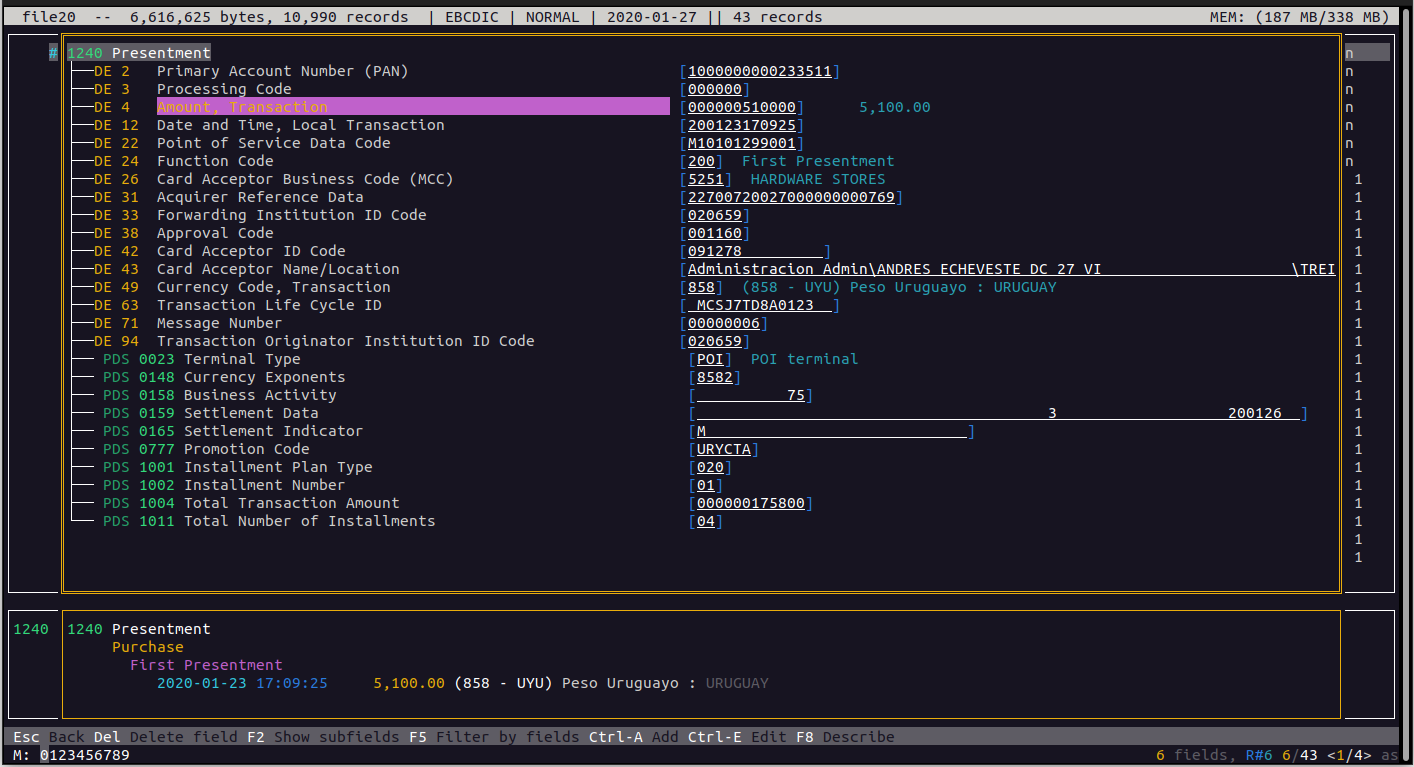 file20 -- 6,616,625 bytes, 10,990 records | EBCDIC | NORMAL | 2020-01-27 || 43 records MEM: (187 MB/338 MB)
# 1240 Presentment n
DE 2 Primary Account Number (PAN) [1000000000233511] n
DE 3 Processing Code [000000] n
DE 4 Amount, Transaction [000000510000] 5,100.00 n
DE 12 Date and Time, Local Transaction [200123170925] n
DE 22 Point of Service Data Code [M10101299001] n
DE 24 Function Code [200] First Presentment n
DE 26 Card Acceptor Business Code (MCC) [5251] HARDWARE STORES 1
DE 31 Acquirer Reference Data [22700720027000000000769] 1
DE 33 Forwarding Institution ID Code [020659] 1
DE 38 Approval Code [001160] 1
DE 42 Card Acceptor ID Code [091278_________] 1
DE 43 Card Acceptor Name/Location [Administracion Admin\ANDRES ECHEVESTE DC 27 VI \TREI 1
DE 49 Currency Code, Transaction [858] (858 - UYU) Peso Uruguayo : URUGUAY 1
DE 63 Transaction Life Cycle ID [ MCSJ7TD8A0123  ] 1
DE 71 Message Number [00000006] 1
DE 94 Transaction Originator Institution ID Code [020659] 1
PDS 0023 Terminal Type [POI] POI terminal 1
PDS 0148 Currency Exponents [8582] 1
PDS 0158 Business Activity [          75] 1
PDS 0159 Settlement Data [ 3 200126  ] 1
PDS 0165 Settlement Indicator [M ] 1
PDS 0777 Promotion Code [URYCTA] 1
PDS 1001 Installment Plan Type [020] 1
PDS 1002 Installment Number [01] 1
PDS 1004 Total Transaction Amount [000000175800] 1
PDS 1011 Total Number of Installments [04] 1
1
1
1240 1240 Presentment
Purchase
First Presentment
2020-01-23 17:09:25 5,100.00 (858 - UYU) Peso Uruguayo : URUGUAY
Esc Back Del Delete field F2 Show subfields F5 Filter by fields Ctrl-A Add Ctrl-E Edit F8 Describe
M: 0123456789 6 fields, R#6 6/43 <1/4> as